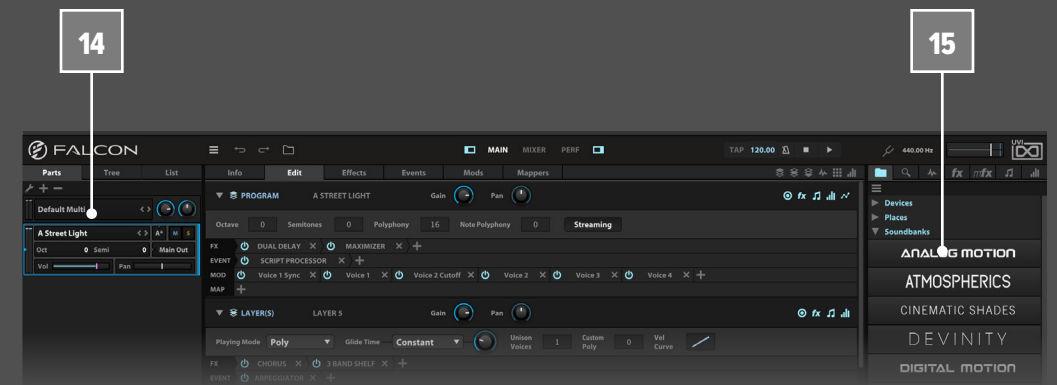 14
15
FALCON
MAIN MIXER PERF
TAP 120.00
440.00 Hz
UVI
Parts Tree List
Info Edit Effects Events Mods Mappers
fx mfx
Default Multi
PROGRAM A STREET LIGHT Gain Pan
fx
Devices
Places
Soundbanks
A Street Light A* M S
Oct 0 Semi 0 Main Out
Vol Pan
Octave 0 Semitones 0 Polyphony 16 Note Polyphony 0 Streaming
FX DUAL DELAY X MAXIMIZER X +
EVENT SCRIPT PROCESSOR X +
MOD Voice 1 Sync X Voice 1 X Voice 2 Cutoff X Voice 2 X Voice 3 X Voice 4 X +
MAP +
LAYER(S) LAYER 5 Gain Pan
fx
Playing Mode Poly Glide Time Constant Unison Voices 1 Custom Poly 0 Vel Curve
FX CHORUS X 3 BAND SHELF X +
EVENT ARPEGGIATOR X +
ANALOG MOTION
ATMOSPHERICS
CINEMATIC SHADES
DEVINITY
DIGITAL MOTION